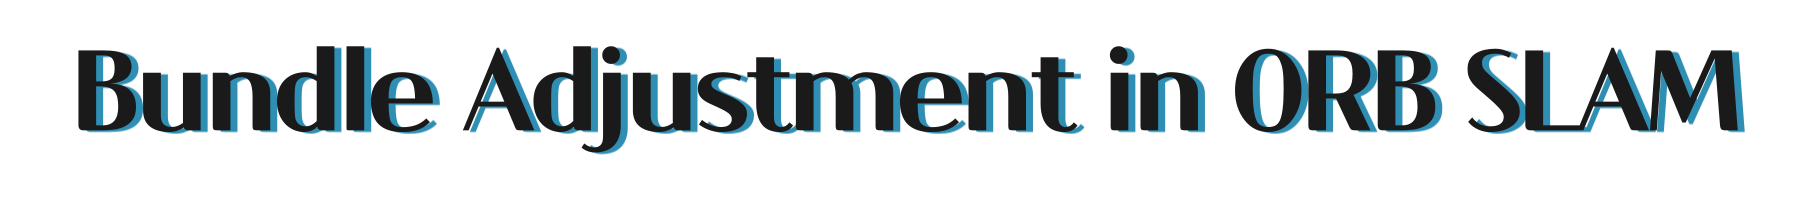 Bundle Adjustment in ORB SLAM